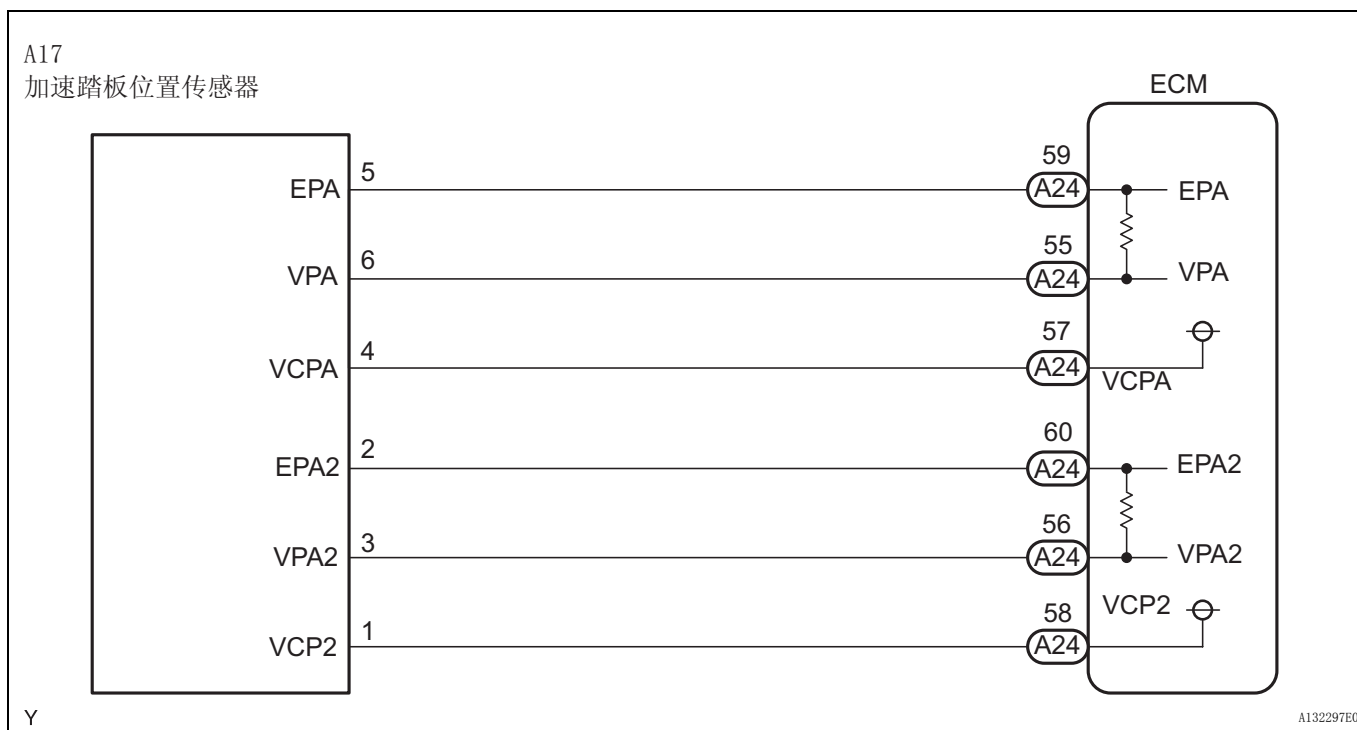 A17
加速踏板位置传感器
ECM
EPA 5 59 A24 EPA
VPA 6 55 A24 VPA
VCPA 4 57 A24 VCPA
EPA2 2 60 A24 EPA2
VPA2 3 56 A24 VPA2
VCP2 1 58 A24 VCP2
Y